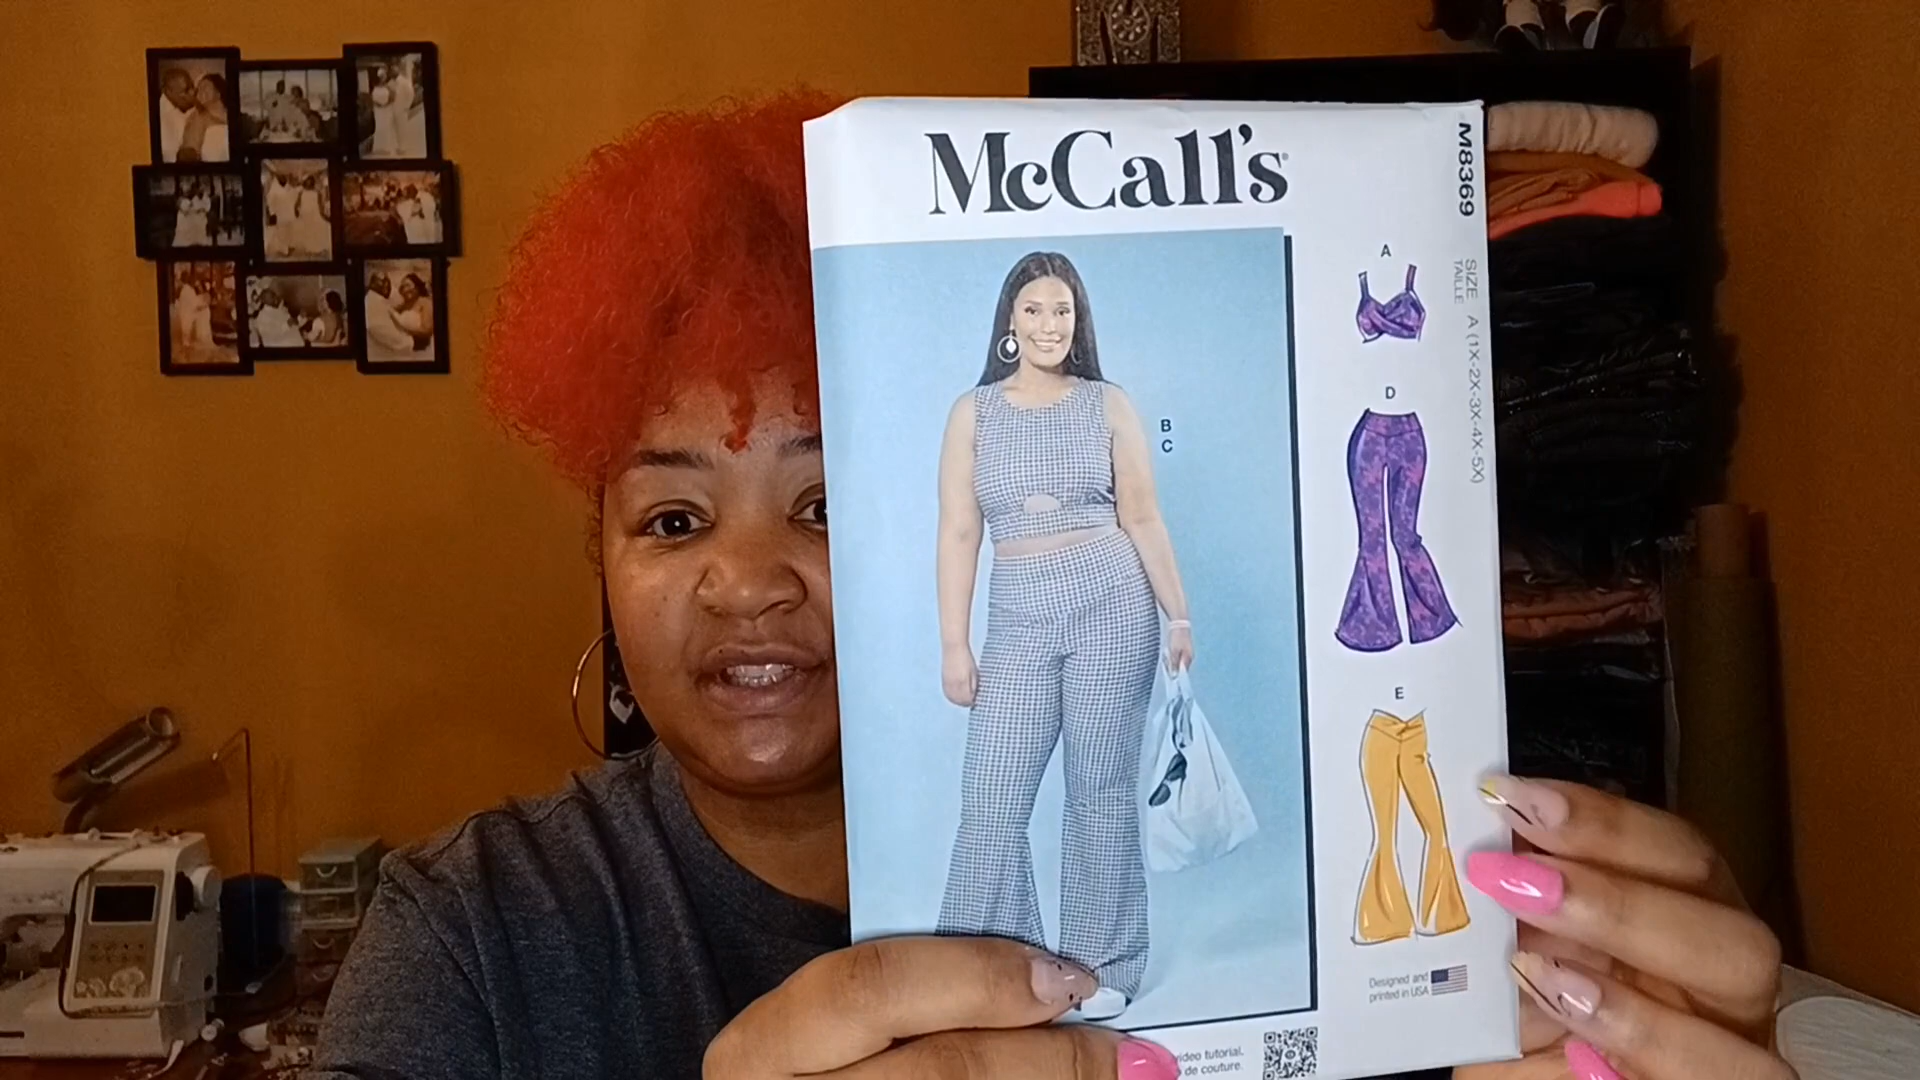 McCall's
M8369
SIZE A (1X-2X-3X-4X-5X)
TAILLE
A
B
C
D
E
Designed and
printed in USA
video tutorial.
de couture.